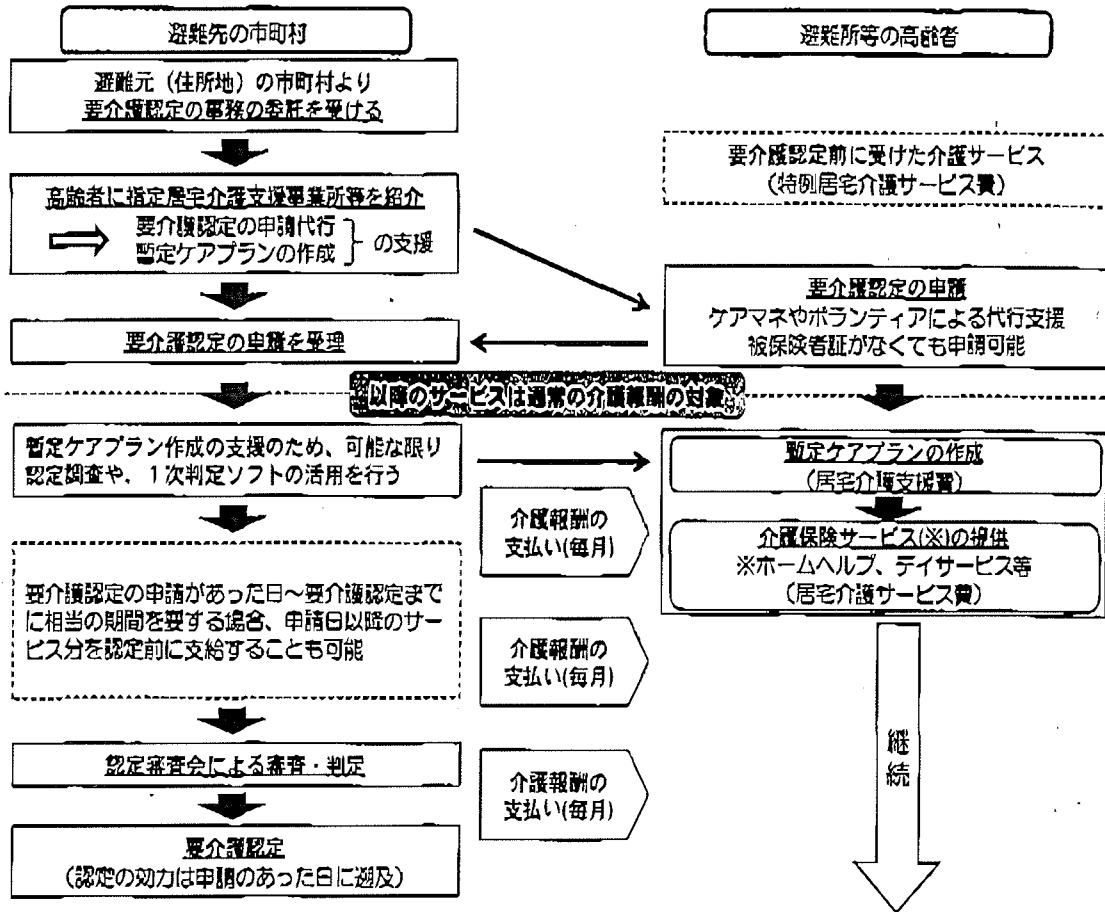 避難先の市町村
避難元（住所地）の市町村より
要介護認定の事務の委託を受ける
高齢者に指定居宅介護支援事業所等を紹介
要介護認定の申請代行
暫定ケアプランの作成
の支援
要介護認定の申請を受理
避難所等の高齢者
要介護認定前に受けた介護サービス
（特例居宅介護サービス費）
要介護認定の申請
ケアマネやボランティアによる代行支援
被保険者証がなくても申請可能
以降のサービスは通常の介護報酬の対象
暫定ケアプラン作成の支援のため、可能な限り
認定調査や、１次判定ソフトの活用を行う
要介護認定の申請があった日～要介護認定まで
に相当の期間を要する場合、申請日以降のサー
ビス分を認定前に支給することも可能
認定審査会による審査・判定
要介護認定
（認定の効力は申請のあった日に遡及）
介護報酬の
支払い(毎月)
介護報酬の
支払い(毎月)
介護報酬の
支払い(毎月)
暫定ケアプランの作成
（居宅介護支援費）
介護保険サービス(※)の提供
※ホームヘルプ、デイサービス等
（居宅介護サービス費）
継続